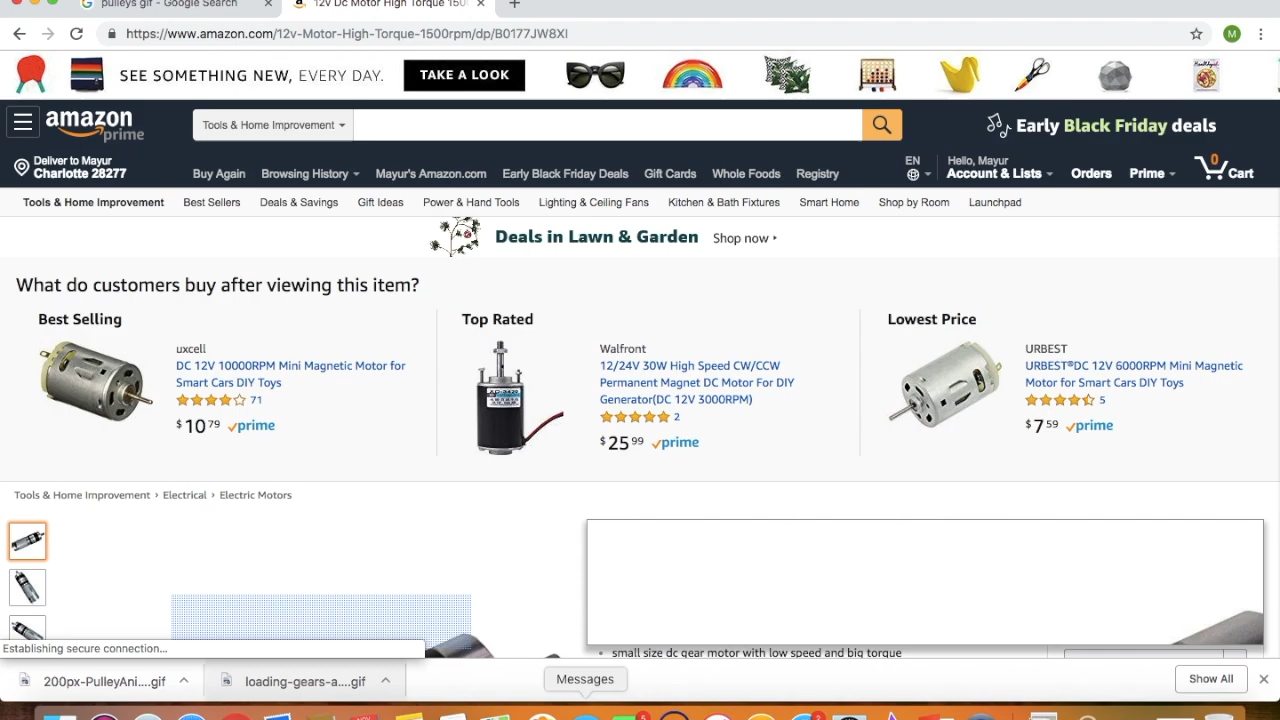 pulleys gif - Google Search
12v Dc Motor High Torque 150
https://www.amazon.com/12v-Motor-High-Torque-1500rpm/dp/B0177JW8XI
M
SEE SOMETHING NEW, EVERY DAY.
TAKE A LOOK
amazon
prime
Tools & Home Improvement
Early Black Friday deals
Deliver to Mayur
Charlotte 28277
Buy Again
Browsing History
Mayur's Amazon.com
Early Black Friday Deals
Gift Cards
Whole Foods
Registry
EN
Hello, Mayur
Account & Lists
Orders
Prime
0
Cart
Tools & Home Improvement
Best Sellers
Deals & Savings
Gift Ideas
Power & Hand Tools
Lighting & Ceiling Fans
Kitchen & Bath Fixtures
Smart Home
Shop by Room
Launchpad
Deals in Lawn & Garden
Shop now
What do customers buy after viewing this item?
Best Selling
uxcell
DC 12V 10000RPM Mini Magnetic Motor for
Smart Cars DIY Toys
71
$10 79 prime
Top Rated
Walfront
12/24V 30W High Speed CW/CCW
Permanent Magnet DC Motor For DIY
Generator(DC 12V 3000RPM)
2
$25 99 prime
Lowest Price
URBEST
URBEST®DC 12V 6000RPM Mini Magnetic
Motor for Smart Cars DIY Toys
5
$7 59 prime
Tools & Home Improvement › Electrical › Electric Motors
small size dc gear motor with low speed and big torque
Establishing secure connection...
200px-PulleyAni....gif
loading-gears-a....gif
Messages
Show All